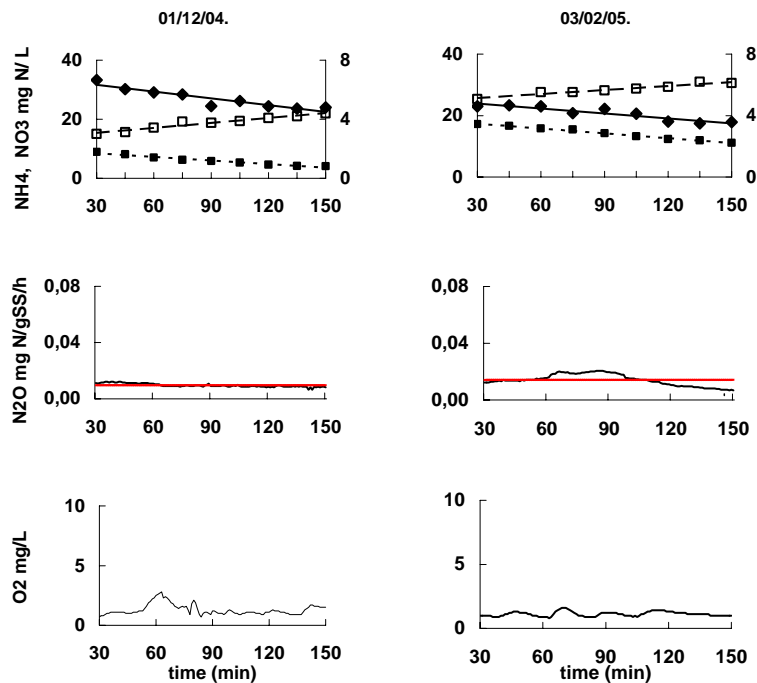 01/12/04. 03/02/05.
NH4, NO3 mg N/ L
40 8 40 8
20 4 20 4
0 0 0 0
30 60 90 120 150 30 60 90 120 150
N2O mg N/gSS/h
0,08 0,08
0,04 0,04
0,00 0,00
30 60 90 120 150 30 60 90 120 150
O2 mg/L
10 10
5 5
0 0
30 60 90 120 150 30 60 90 120 150
time (min) time (min)